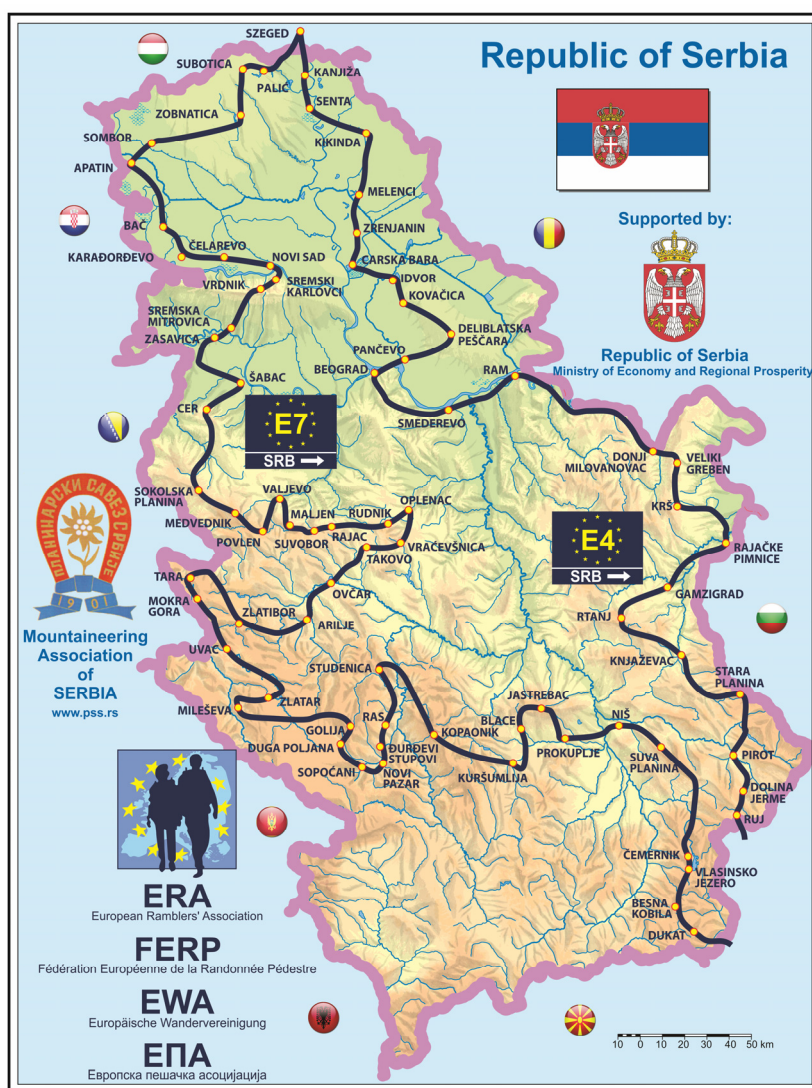 Republic of Serbia
SZEGED
SUBOTICA
PALIĆ
KANJIŽA
SENTA
ZOBNATICA
SOMBOR
KIKINDA
APATIN
MELENCI
BAČ
ZRENJANIN
KARAĐORĐEVO
ČELAREVO
NOVI SAD
CARSKA BARA
VRDNIK
SREMSKI
KARLOVCI
IDVOR
KOVAČICA
SREMSKA
MITROVICA
ZASAVICA
DELIBLATSKA
PEŠČARA
PANČEVO
BEOGRAD
RAM
ŠABAC
CER
SMEDEREVO
Supported by:
Republic of Serbia
Ministry of Economy and Regional Prosperity
E7
SRB
DONJI
MILOVANOVAC
VELIKI
GREBEN
SOKOLSKA
PLANINA
VALJEVO
MEDVEDNIK
MALJEN
RUDNIK
OPLENAC
KRŠ
POVLEN
SUVOBOR
RAJAC
VRAČEVŠNICA
TAKOVO
E4
SRB
RAJAČKE
PIMNICE
TARA
MOKRA
GORA
OVČAR
GAMZIGRAD
ZLATIBOR
ARILJE
RTANJ
UVAC
KNJAŽEVAC
STUDENICA
STARA
PLANINA
ZLATAR
MILEŠEVA
JASTREBAC
GOLIJA
RAS
BLACE
NIŠ
KOPAONIK
DUGA POLJANA
ĐURĐEVI
STUPOVI
PROKUPLJE
SUVA
PLANINA
PIROT
SOPOĆANI
NOVI
PAZAR
KURŠUMLIJA
DOLINA
JERME
RUJ
ČEMERNIK
VLASINSKO
JEZERO
BESNA
KOBILA
DUKAT
ПЛАНИНАРСКИ САВЕЗ СРБИЈЕ
1901
Mountaineering
Association
of
SERBIA
www.pss.rs
ERA
European Ramblers' Association
FERP
Fédération Européenne de la Randonnée Pédestre
EWA
Europäische Wandervereinigung
ЕПА
Европска пешачка асоцијација
10 0 10 20 30 40 50 km